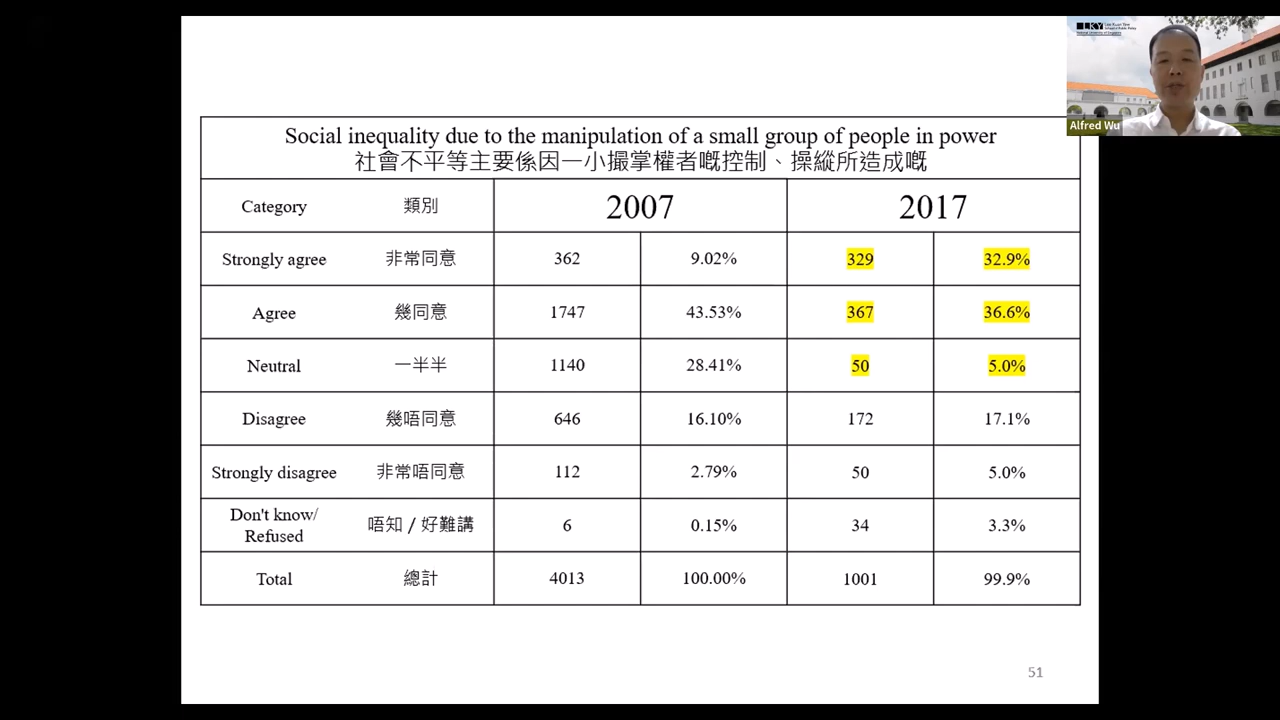 LKY
Social inequality due to the manipulation of a small group of people in power
社會不平等主要係因一小撮掌權者嘅控制、操縱所造成嘅
Category 類別 2007 2017
Strongly agree 非常同意 362 9.02% 329 32.9%
Agree 幾同意 1747 43.53% 367 36.6%
Neutral 一半半 1140 28.41% 50 5.0%
Disagree 幾唔同意 646 16.10% 172 17.1%
Strongly disagree 非常唔同意 112 2.79% 50 5.0%
Don't know/
Refused 唔知 / 好難講 6 0.15% 34 3.3%
Total 總計 4013 100.00% 1001 99.9%
51
Alfred Wu